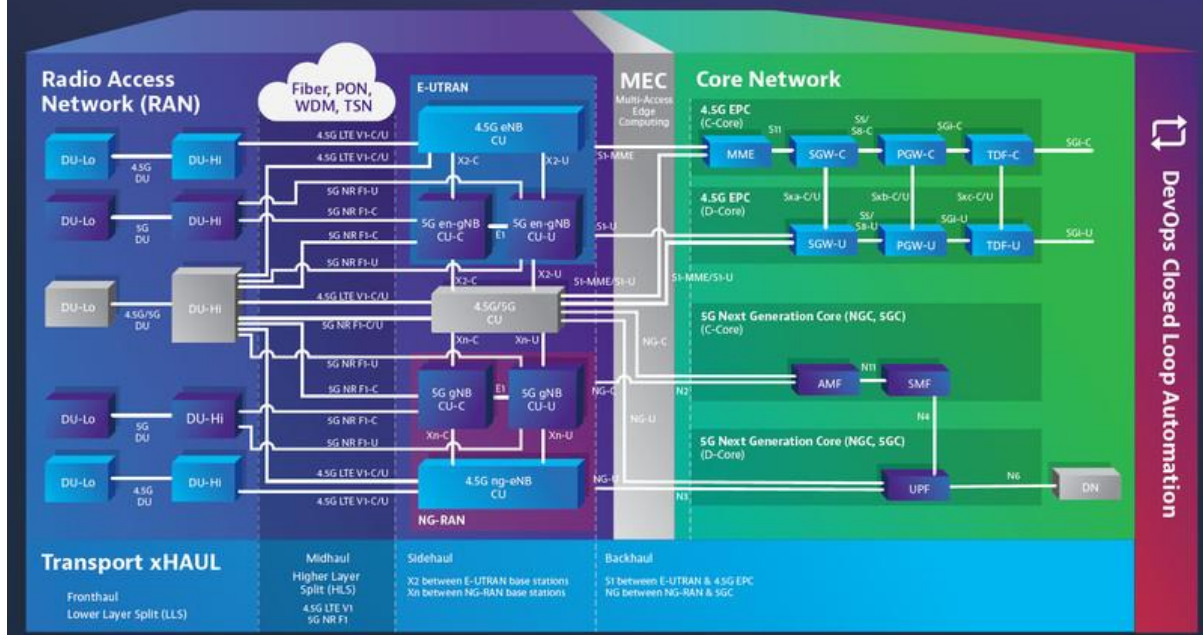 Radio Access
Network (RAN)
Fiber, PON,
WDM, TSN
E-UTRAN
MEC
Multi-Access
Edge
Computing
Core Network
4.5G EPC
(C-Core)
DU-Lo
4.5G
DU
DU-Hi
4.5G LTE V1-C/U
4.5G LTE V1-C/U
4.5G eNB
CU
X2-C
X2-U
S1-MME
MME
S11
SGW-C
S5/
S8-C
PGW-C
SGi-C
TDF-C
SGi-C
DU-Lo
5G
DU
DU-Hi
5G NR F1-U
5G NR F1-C
5G NR F1-C
5G NR F1-U
5G en-gNB
CU-C
E1
5G en-gNB
CU-U
S1-U
4.5G EPC
(D-Core)
Sxa-C/U
Sxb-C/U
Sxc-C/U
SGW-U
S5/
S8-U
PGW-U
SGi-U
TDF-U
SGi-U
X2-C
X2-U
S1-MME/S1-U
S1-MME/S1-U
DU-Lo
4.5G/5G
DU
DU-Hi
4.5G LTE V1-C/U
5G NR F1-C/U
4.5G/5G
CU
Xn-C
Xn-U
NG-C
5G Next Generation Core (NGC, 5GC)
(C-Core)
5G NR F1-U
5G NR F1-C
5G gNB
CU-C
E1
5G gNB
CU-U
NG-C
N2
AMF
N11
SMF
N4
DU-Lo
5G
DU
DU-Hi
5G NR F1-C
5G NR F1-U
Xn-C
Xn-U
NG-U
5G Next Generation Core (NGC, 5GC)
(D-Core)
DU-Lo
4.5G
DU
DU-Hi
4.5G LTE V1-C/U
4.5G LTE V1-C/U
4.5G ng-eNB
CU
NG-RAN
NG-U
N3
UPF
N6
DN
DevOps Closed Loop Automation
Transport xHAUL
Fronthaul
Lower Layer Split (LLS)
Midhaul
Higher Layer
Split (HLS)
4.5G LTE V1
5G NR F1
Sidehaul
X2 between E-UTRAN base stations
Xn between NG-RAN base stations
Backhaul
S1 between E-UTRAN & 4.5G EPC
NG between NG-RAN & 5GC